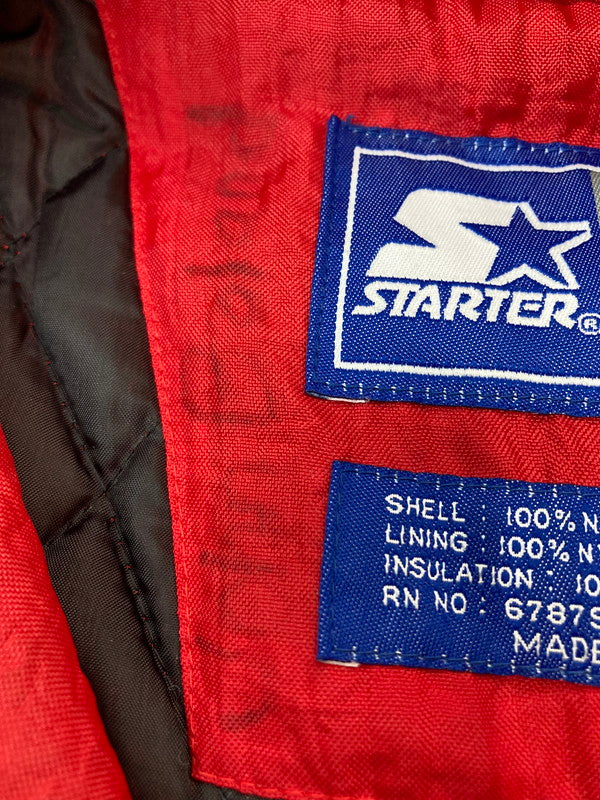 STARTER®
SHELL : 100% N
LINING : 100% NY
INSULATION : 10
RN NO : 6787
MADE